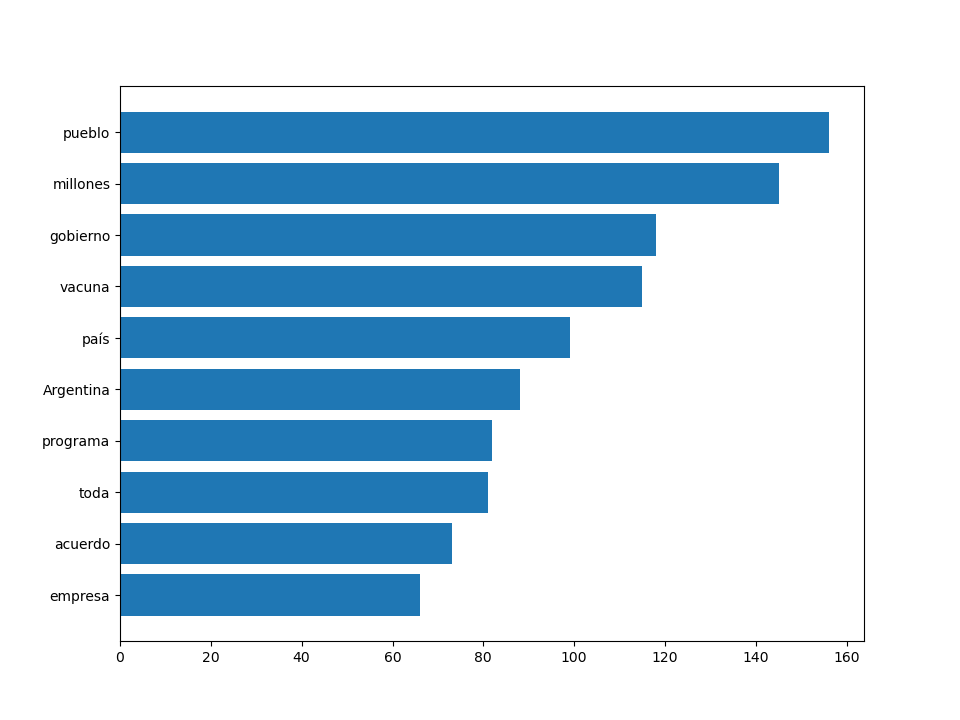 pueblo
millones
gobierno
vacuna
país
Argentina
programa
toda
acuerdo
empresa
0 20 40 60 80 100 120 140 160